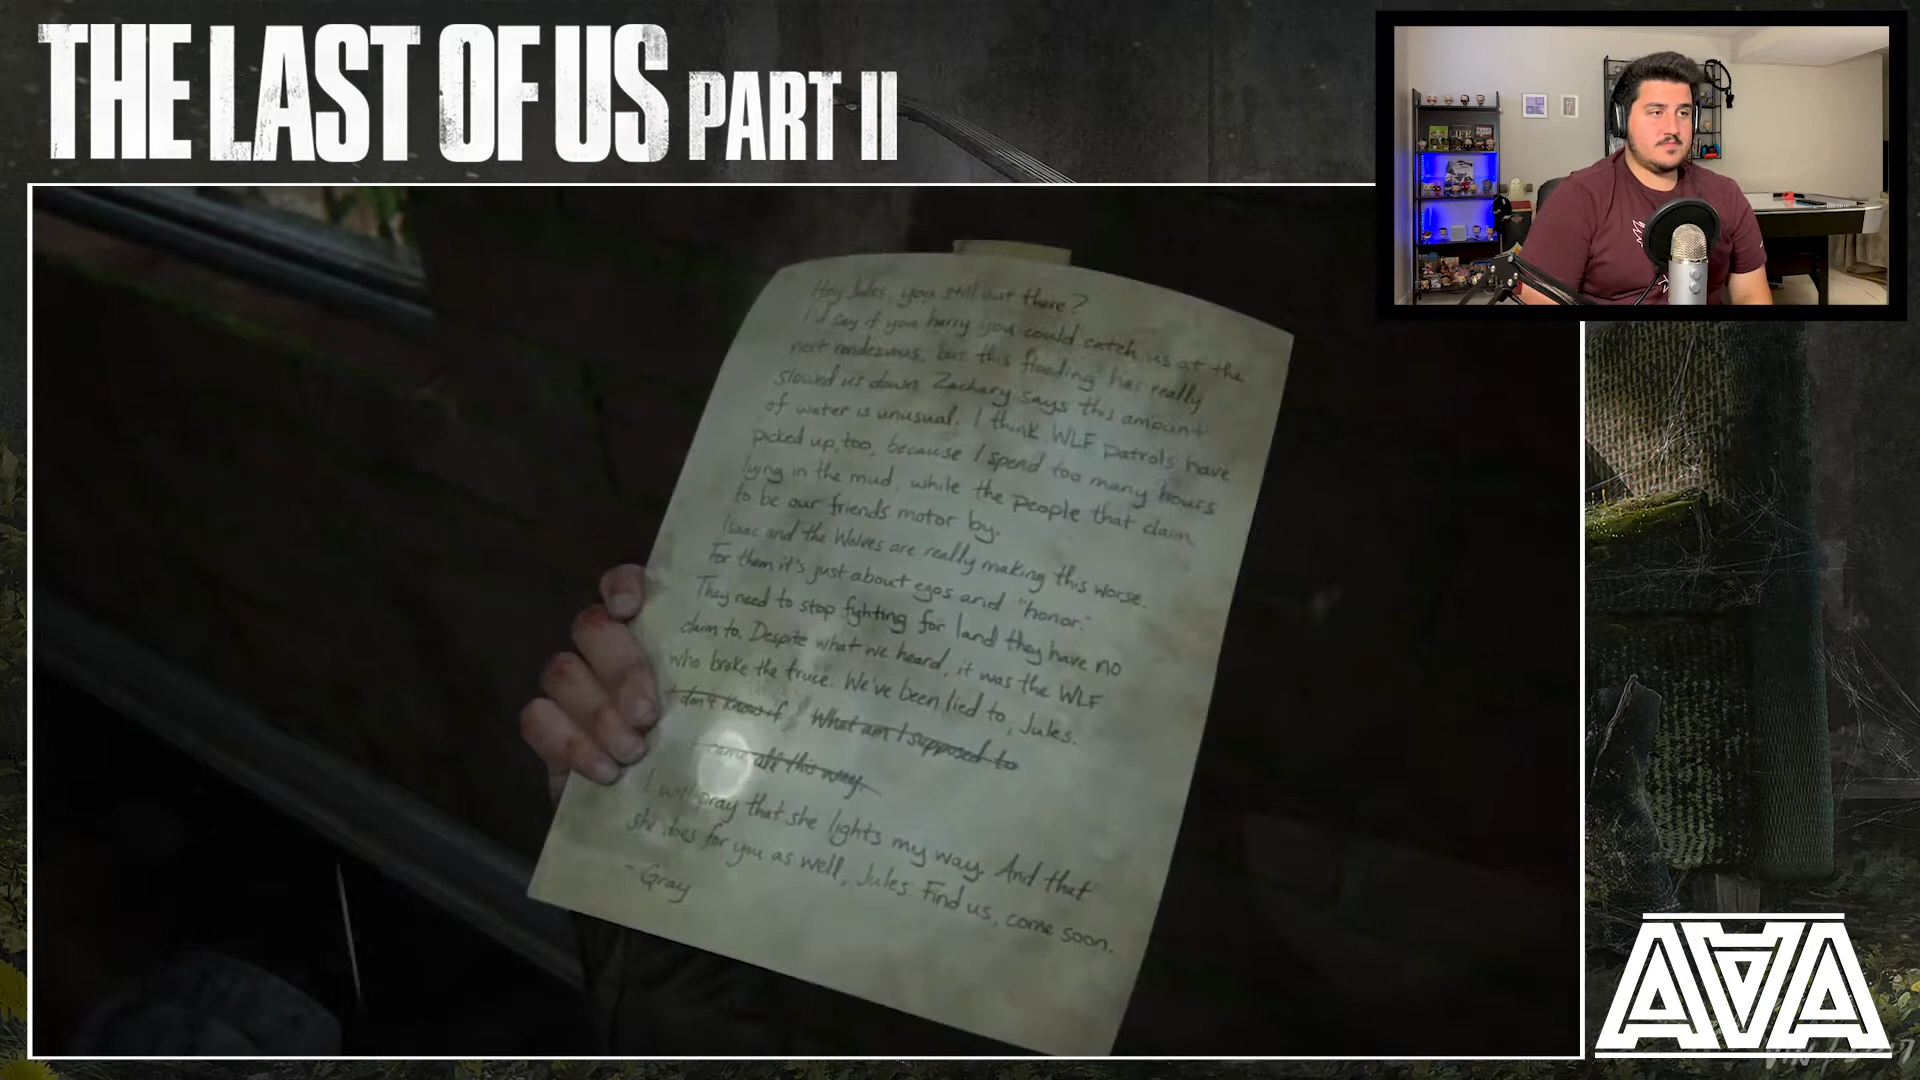 THE LAST OF US PART II
Hey Jules, you still out there?
I'd say if you hurry you could catch us at the
next rendezvous, but this flooding has really
slowed us down. Zachary says this amount
of water is unusual. I think WLF patrols have
picked up, too, because I spend too many hours
lying in the mud, while the people that claim
to be our friends motor by.
Isaac and the Wolves are really making this worse.
For them it's just about egos and "honor."
They need to stop fighting for land they have no
claim to. Despite what we heard, it was the WLF
who broke the truce. We've been lied to, Jules.
I don't know if What am I supposed to
came all this way.
I will pray that she lights my way. And that
she does for you as well, Jules. Find us, come soon.
- Gray
AAA